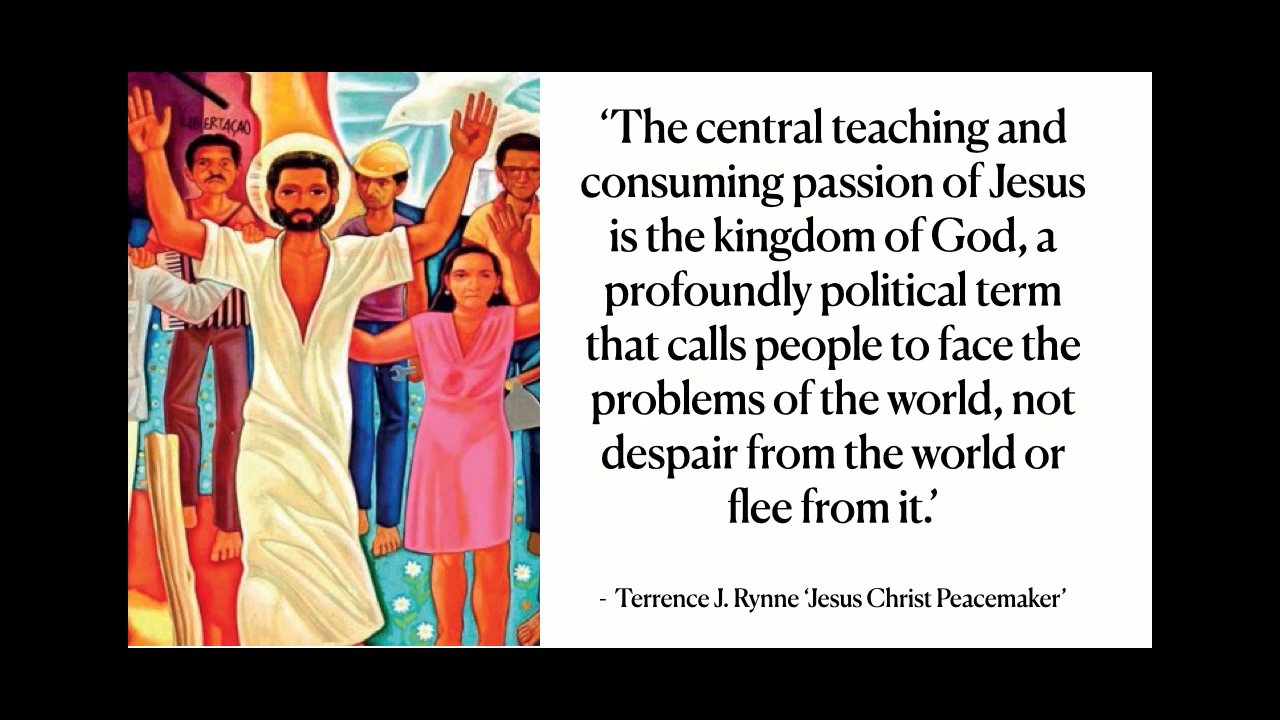 LIBERTAÇAO
‘The central teaching and
consuming passion of Jesus
is the kingdom of God, a
profoundly political term
that calls people to face the
problems of the world, not
despair from the world or
flee from it.’
- Terrence J. Rynne ‘Jesus Christ Peacemaker’